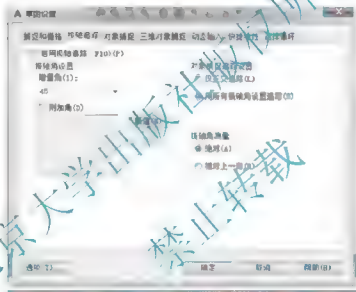 草图设置
捕捉和栅格 极轴追踪 对象捕捉 三维对象捕捉 动态输入 快捷特性 选择循环
启用极轴追踪 F10)(P)
极轴角设置
增量角(I):
45
附加角(D)
对象捕捉追踪设置
仅正交追踪(L)
用所有极轴角设置追踪(S)
极轴角测量
绝对(A)
相对上一段(R)
选项(T)
确定 取消 帮助(H)
京大学出版社
禁止转载